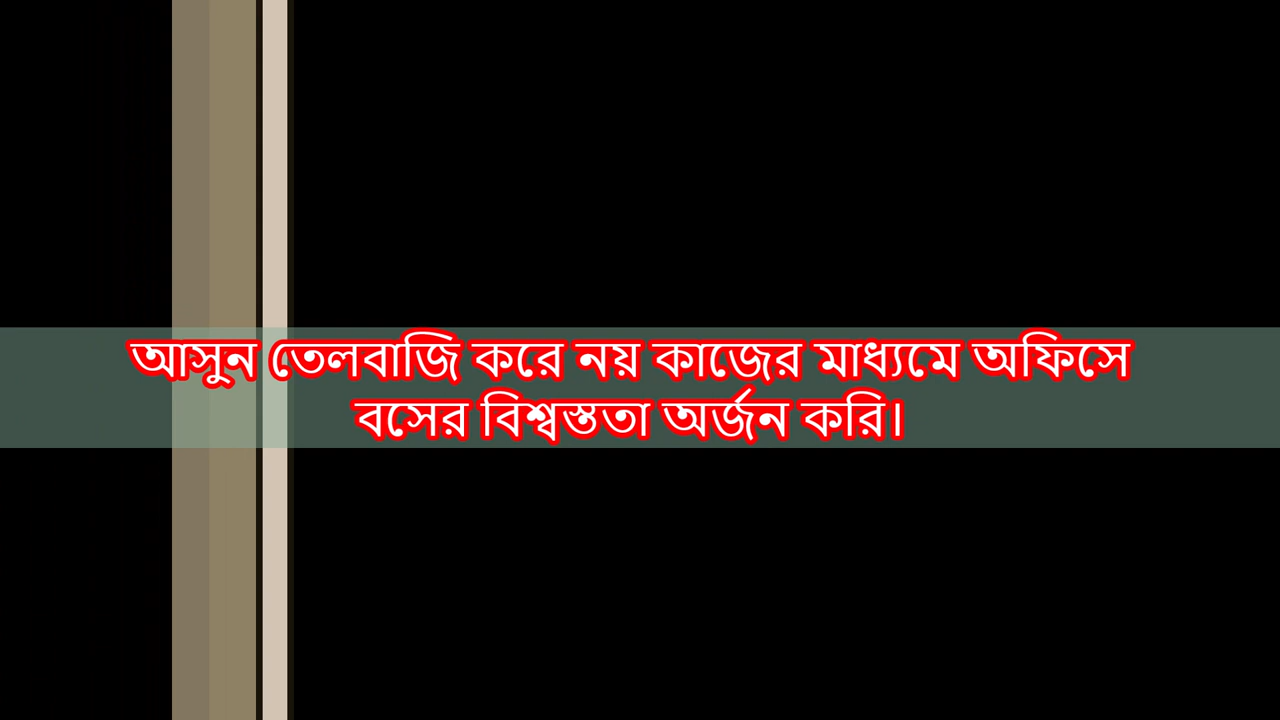 আসুন তেলবাজি করে নয় কাজের মাধ্যমে অফিসে
বসের বিশ্বস্ততা অর্জন করি।